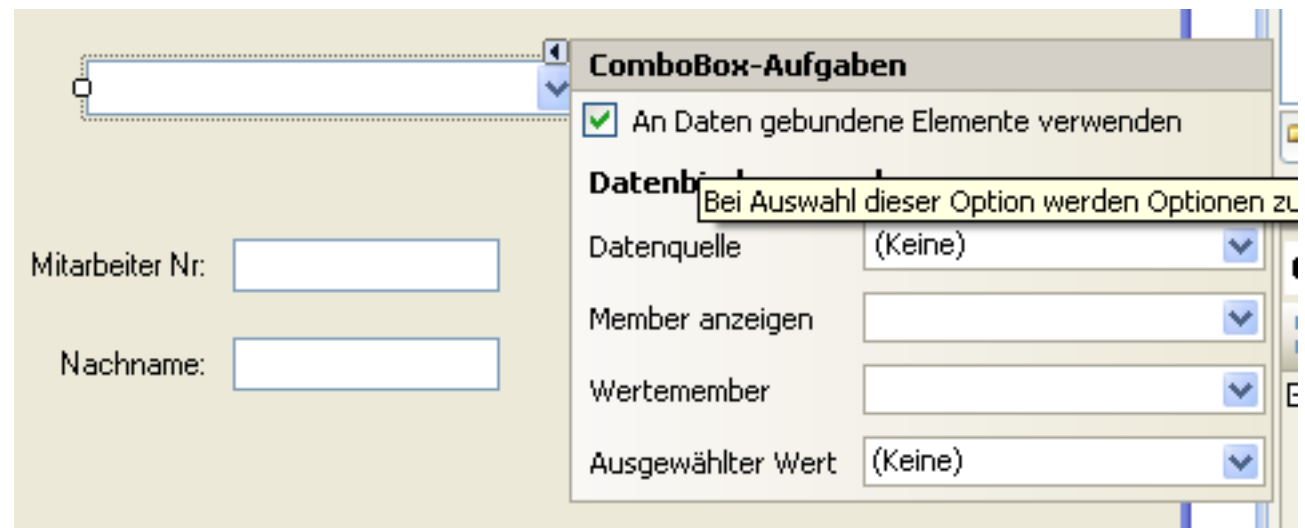 ComboBox-Aufgaben
An Daten gebundene Elemente verwenden
Bei Auswahl dieser Option werden Optionen zu
Datenquelle (Keine)
Mitarbeiter Nr:
Member anzeigen
Nachname:
Wertemember
Ausgewählter Wert (Keine)